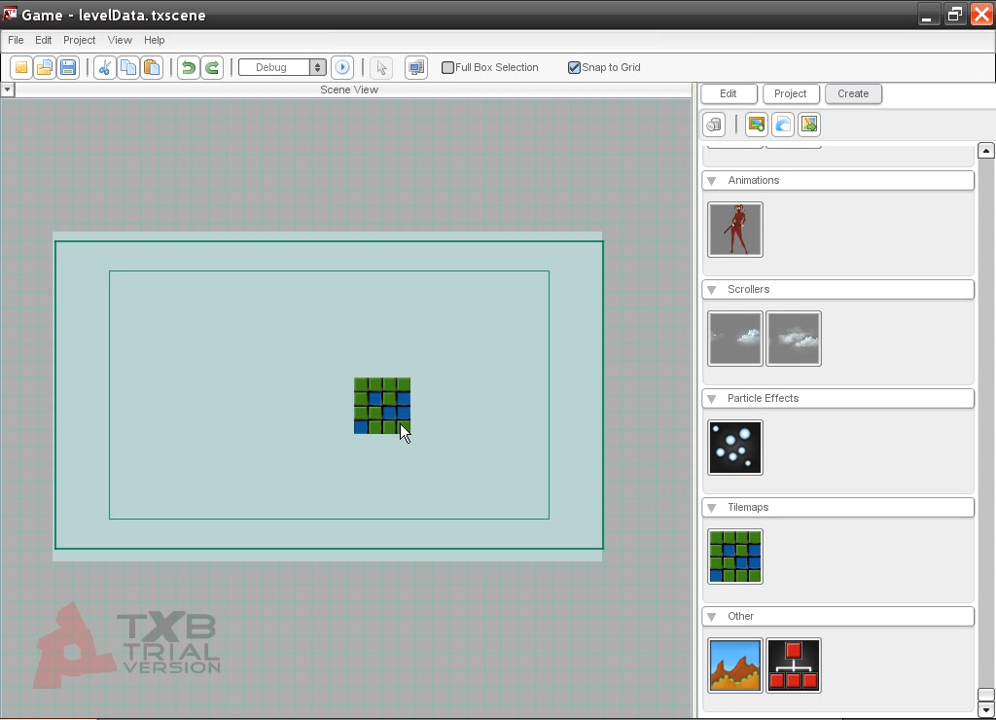 Game - levelData.txscene
File Edit Project View Help
Debug Full Box Selection Snap to Grid
Scene View
Edit Project Create
Animations
Scrollers
Particle Effects
Tilemaps
Other
TXB
TRIAL
VERSION